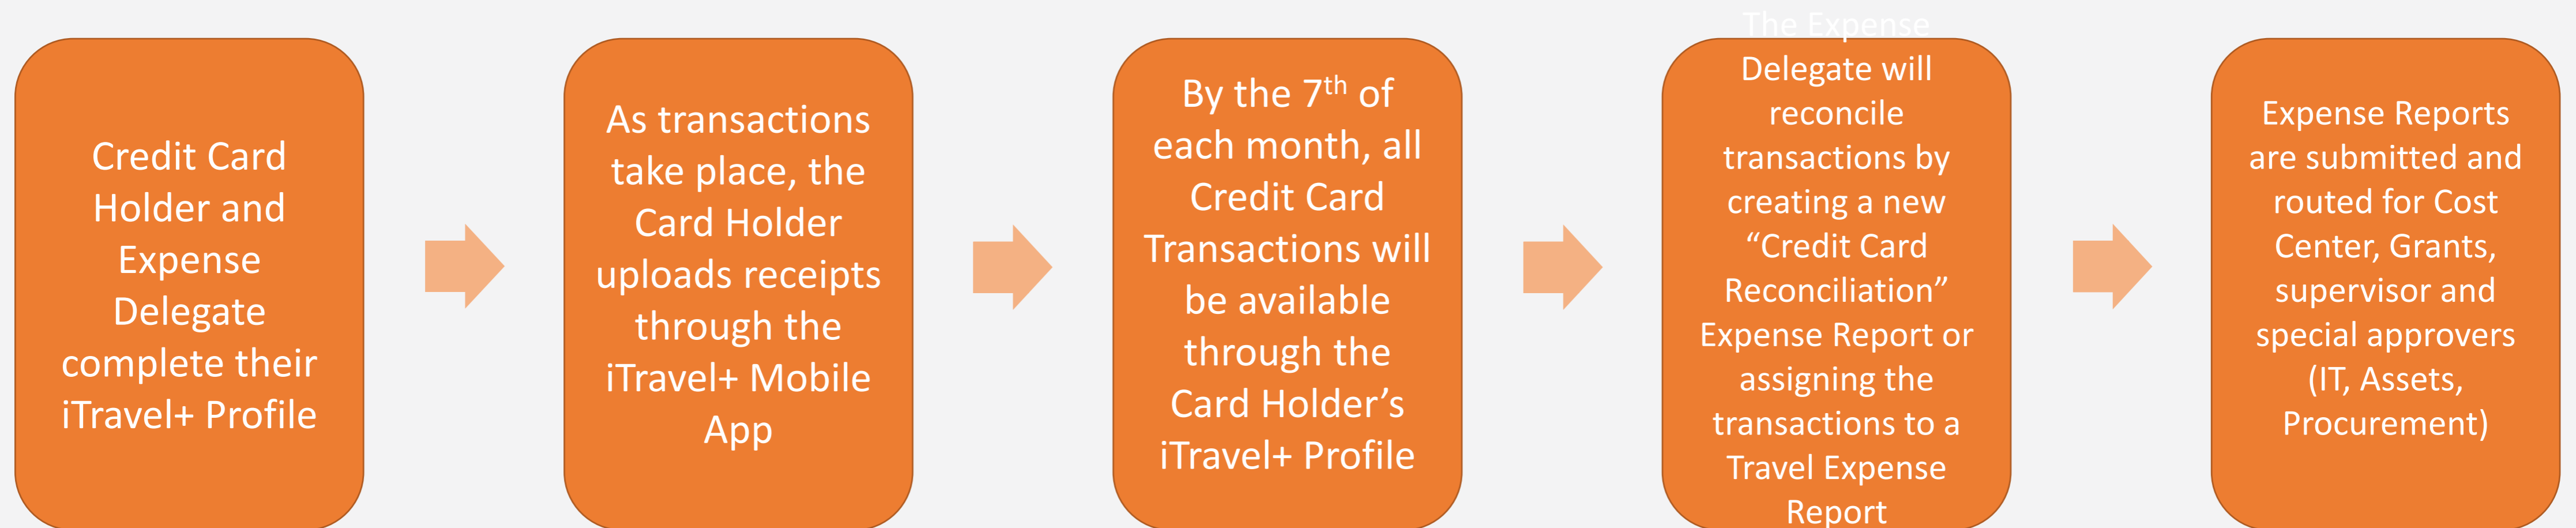 Credit Card
Holder and
Expense
Delegate
complete their
iTravel+ Profile
As transactions
take place, the
Card Holder
uploads receipts
through the
iTravel+ Mobile
App
By the 7th of
each month, all
Credit Card
Transactions will
be available
through the
Card Holder’s
iTravel+ Profile
The Expense
Delegate will
reconcile
transactions by
creating a new
“Credit Card
Reconciliation”
Expense Report or
assigning the
transactions to a
Travel Expense
Report
Expense Reports
are submitted and
routed for Cost
Center, Grants,
supervisor and
special approvers
(IT, Assets,
Procurement)